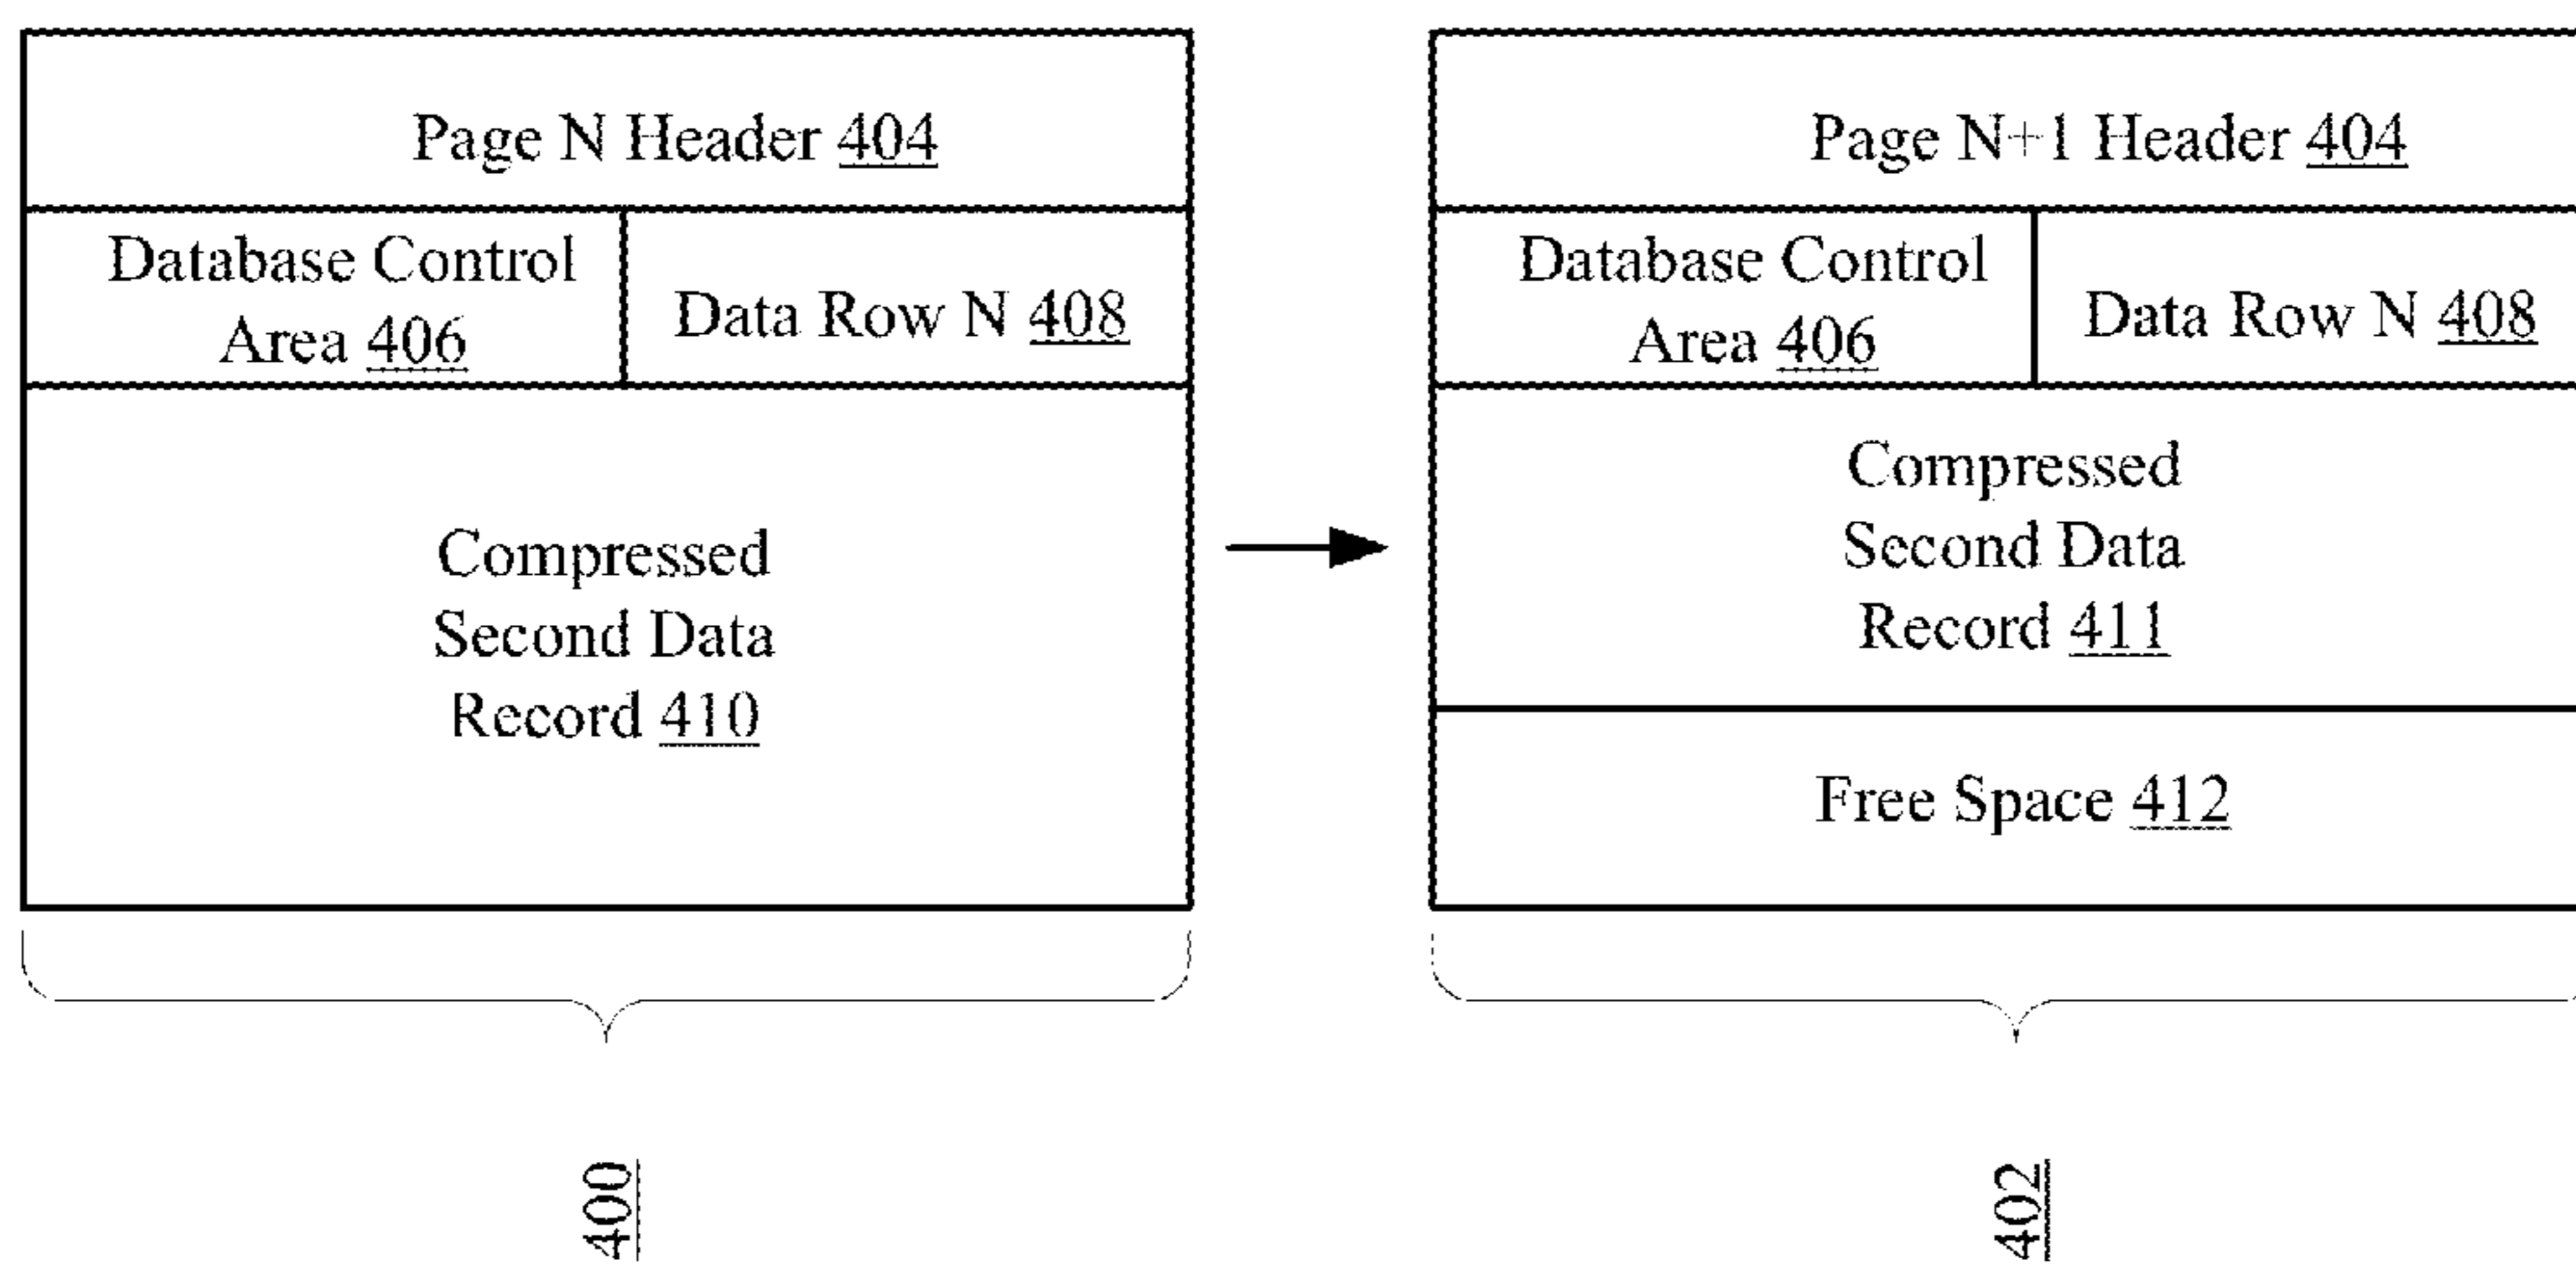 Page N Header 404
Database Control
Area 406
Data Row N 408
Compressed
Second Data
Record 410
400
Page N+1 Header 404
Database Control
Area 406
Data Row N 408
Compressed
Second Data
Record 411
Free Space 412
402